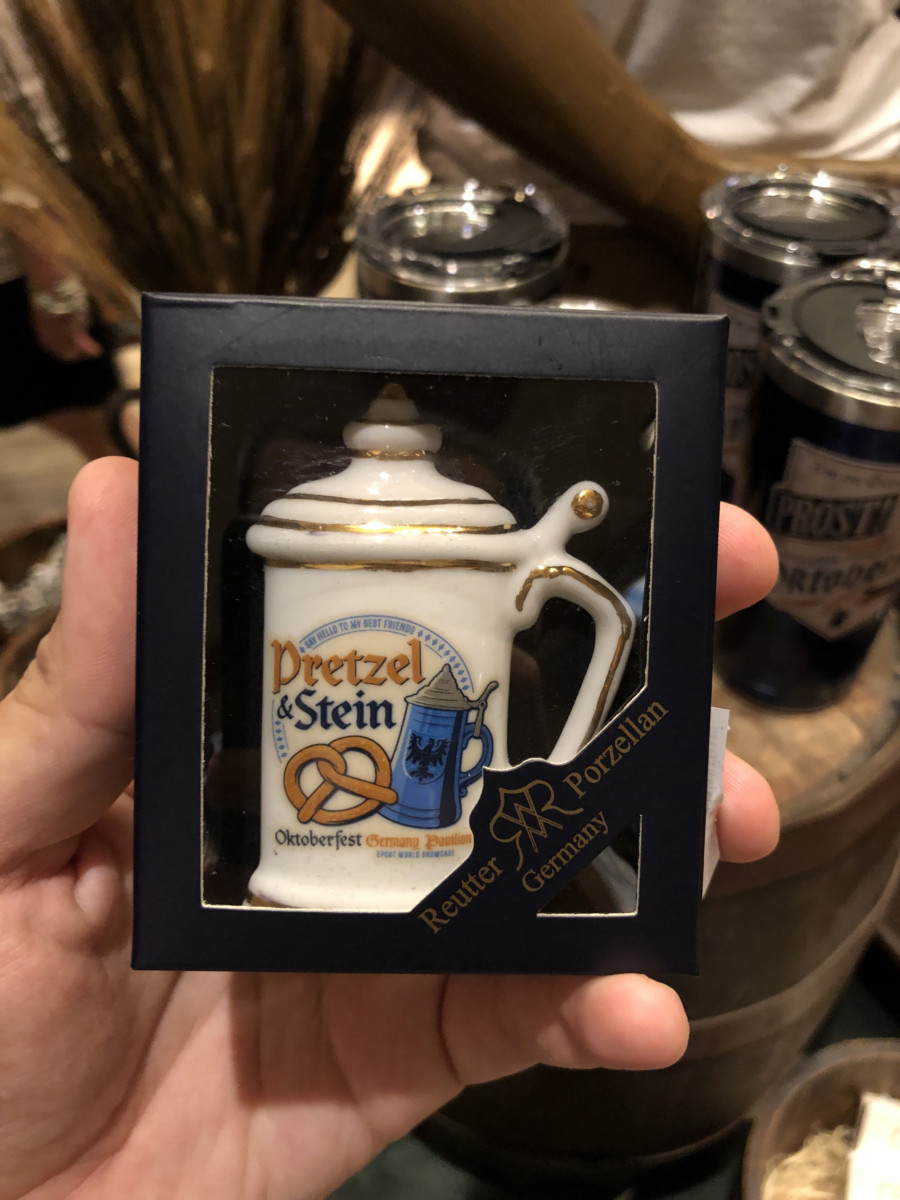 SAY HELLO TO MY BEST FRIENDS
Pretzel
& Stein
Oktoberfest Germany Pavilion
EPCOT WORLD SHOWCASE
Reutter Porzellan
Germany
PROST!